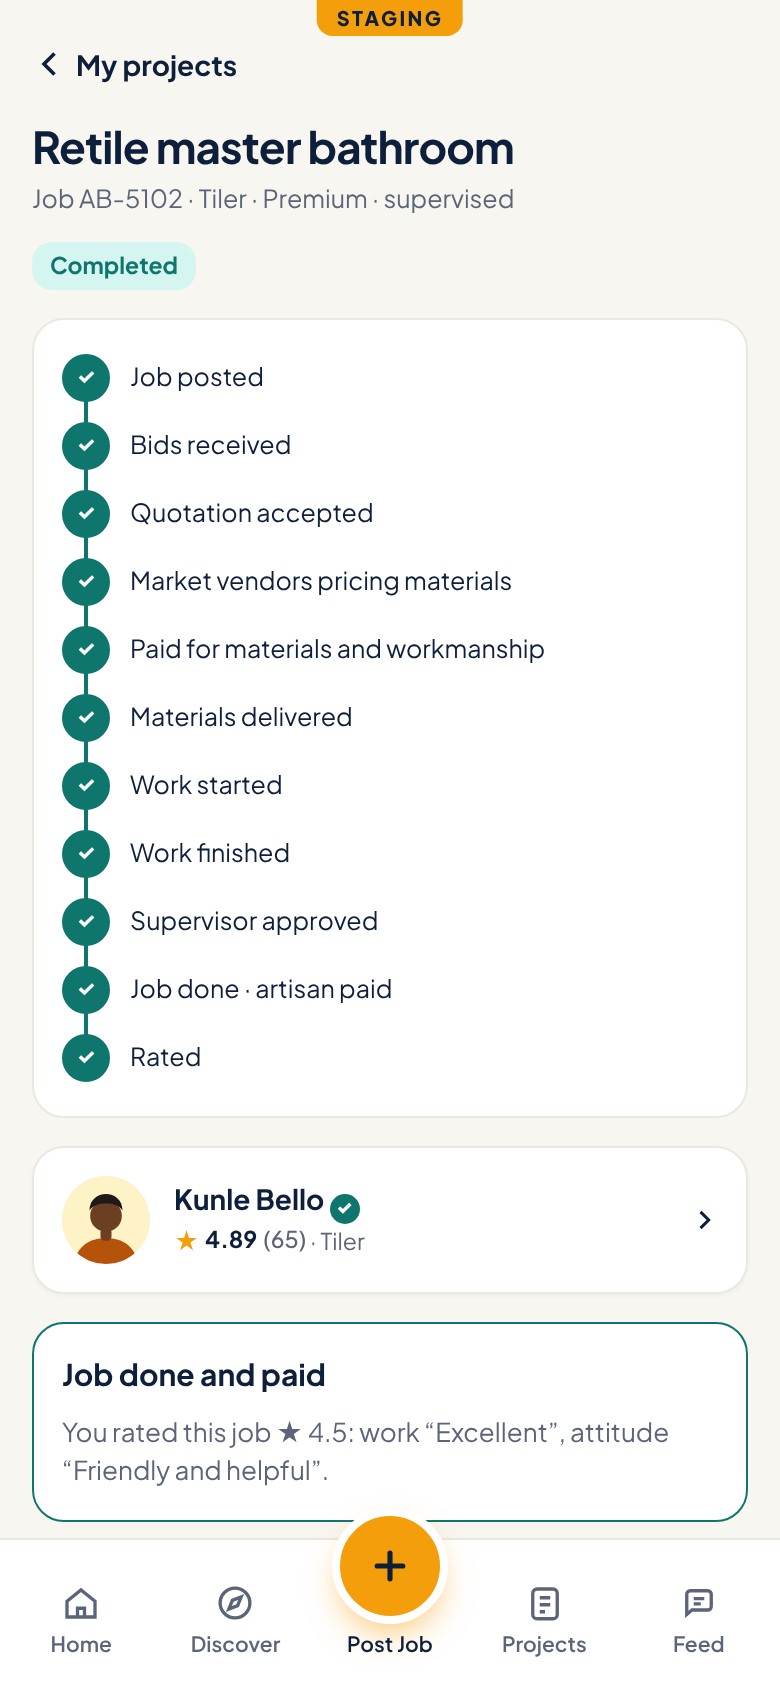 STAGING
My projects
Retile master bathroom
Job AB-5102 · Tiler · Premium · supervised
Completed
Job posted
Bids received
Quotation accepted
Market vendors pricing materials
Paid for materials and workmanship
Materials delivered
Work started
Work finished
Supervisor approved
Job done · artisan paid
Rated
Kunle Bello
★ 4.89 (65) · Tiler
Job done and paid
You rated this job ★ 4.5: work “Excellent”, attitude
“Friendly and helpful”.
Home
Discover
Post Job
Projects
Feed